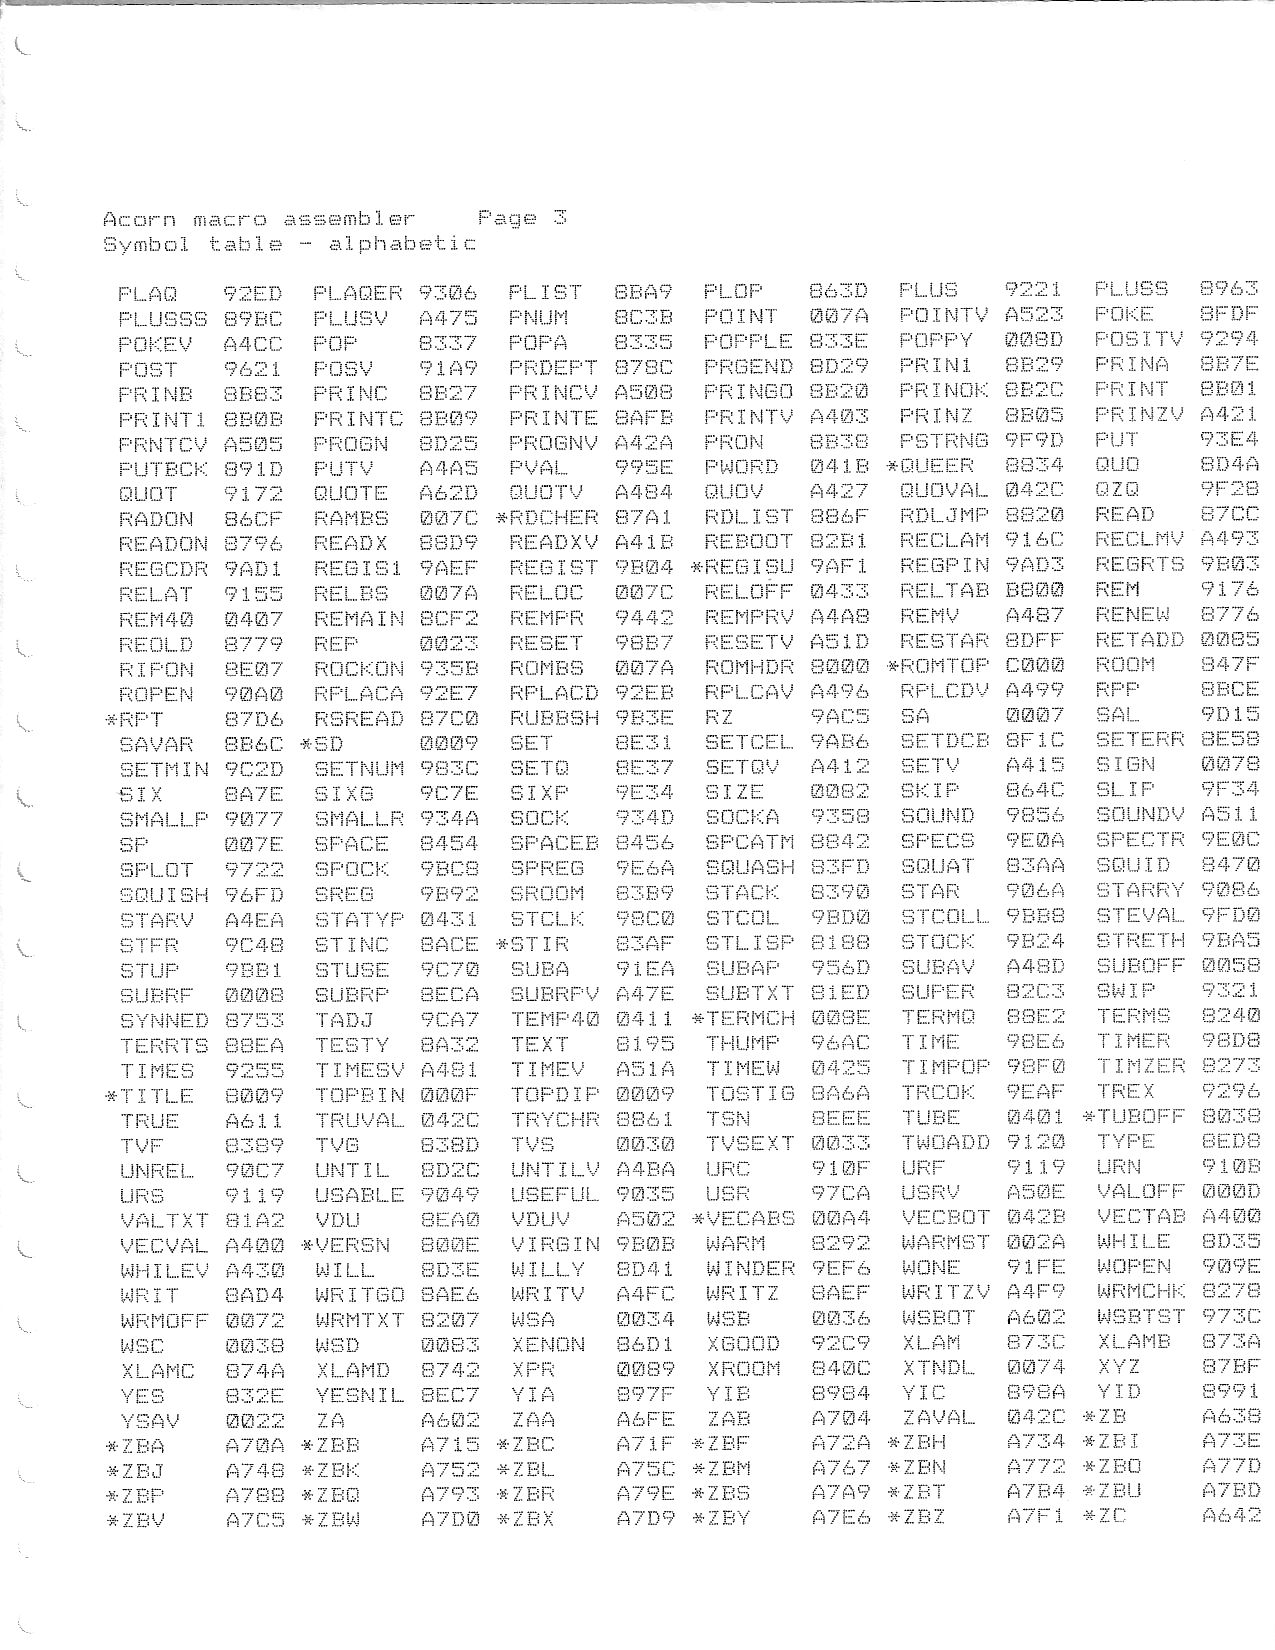 Acorn macro assembler    Page 3
Symbol table - alphabetic
PLAQ 92ED PLAQER 9306 PLIST 8BA9 PLOP 863D PLUS 9221 PLUSS 8963
PLUSSS 89BC PLUSV A475 PNUM 8C3B POINT 007A POINTV A523 POKE 8FDF
POKEV A4CC POP 8337 POPA 8335 POPPLE 833E POPPY 008D POSITV 9294
POST 9621 POSV 91A9 PRDEPT 878C PRGEND 8D29 PRIN1 8B29 PRINA 8B7E
PRINB 8B83 PRINC 8B27 PRINCV A508 PRINGO 8B20 PRINOK 8B2C PRINT 8B01
PRINT1 8B0B PRINTC 8B09 PRINTE 8AFB PRINTV A403 PRINZ 8B05 PRINZV A421
PRNTCV A505 PROGN 8D25 PROGNV A42A PRON 8B38 PSTRNG 9F9D PUT 93E4
PUTBCK 891D PUTV A4A5 PVAL 995E PWORD 041B *QUEER 8834 QUO 8D4A
QUOT 9172 QUOTE A62D QUOTV A484 QUOV A427 QUOVAL 042C QZQ 9F28
RADON 86CF RAMBS 007C *RDCHER 87A1 RDLIST 886F RDLJMP 8820 READ 87CC
READON 8796 READX 88D9 READXV A41B REBOOT 82B1 RECLAM 916C RECLMV A493
REGCDR 9AD1 REGIS1 9AEF REGIST 9B04 *REGISU 9AF1 REGPIN 9AD3 REGRTS 9B03
RELAT 9155 RELBS 007A RELOC 007C RELOFF 0433 RELTAB B800 REM 9176
REM40 0407 REMAIN 8CF2 REMPR 9442 REMPRV A4A8 REMV A487 RENEW 8776
REOLD 8779 REP 0023 RESET 98B7 RESETV A51D RESTAR 8DFF RETADD 0085
RIPON 8E07 ROCKON 935B ROMBS 007A ROMHDR 8000 *ROMTOP C000 ROOM 847F
ROPEN 90A0 RPLACA 92E7 RPLACD 92EB RPLCAV A496 RPLCDV A499 RPP 8BCE
*RPT 87D6 RSREAD 87C0 RUBBSH 9B3E RZ 9AC5 SA 0007 SAL 9D15
SAVAR 8B6C *SD 0009 SET 8E31 SETCEL 9AB6 SETDCB 8F1C SETERR 8E58
SETMIN 9C2D SETNUM 983C SETQ 8E37 SETQV A412 SETV A415 SIGN 0078
SIX 8A7E SIXG 9C7E SIXP 9E34 SIZE 0082 SKIP 864C SLIP 9F34
SMALLP 9077 SMALLR 934A SOCK 934D SOCKA 9358 SOUND 9856 SOUNDV A511
SP 007E SPACE 8454 SPACEB 8456 SPCATM 8842 SPECS 9E0A SPECTR 9E0C
SPLOT 9722 SPOCK 9BC8 SPREG 9E6A SQUASH 83FD SQUAT 83AA SQUID 8470
SQUISH 96FD SREG 9B92 SROOM 83B9 STACK 8390 STAR 906A STARRY 9086
STARV A4EA STATYP 0431 STCLK 98C0 STCOL 9BD0 STCOLL 9BB8 STEVAL 9FD0
STFR 9C48 STINC 8ACE *STIR 83AF STLISP 8188 STOCK 9B24 STRETH 9BA5
STUP 9BB1 STUSE 9C70 SUBA 91EA SUBAP 956D SUBAV A48D SUBOFF 0058
SUBRF 0008 SUBRP 8ECA SUBRPV A47E SUBTXT 81ED SUPER 82C3 SWIP 9321
SYNNED 8753 TADJ 9CA7 TEMP40 0411 *TERMCH 008E TERMQ 88E2 TERMS 8240
TERRTS 88EA TESTY 8A32 TEXT 8195 THUMP 96AC TIME 98E6 TIMER 98D8
TIMES 9255 TIMESV A481 TIMEV A51A TIMEW 0425 TIMPOP 98F0 TIMZER 8273
*TITLE 8009 TOPBIN 000F TOPDIP 0009 TOSTIG 8A6A TRCOK 9EAF TREX 9296
TRUE A611 TRUVAL 042C TRYCHR 8861 TSN 8EEE TUBE 0401 *TUBOFF 8038
TVF 8389 TVG 838D TVS 0030 TVSEXT 0033 TWOADD 9120 TYPE 8ED8
UNREL 90C7 UNTIL 8D2C UNTILV A4BA URC 910F URF 9119 URN 910B
URS 9119 USABLE 9049 USEFUL 9035 USR 97CA USRV A50E VALOFF 000D
VALTXT 81A2 VDU 8EA0 VDUV A502 *VECABS 00A4 VECBOT 042B VECTAB A400
VECVAL A400 *VERSN 800E VIRGIN 9B0B WARM 8292 WARMST 002A WHILE 8D35
WHILEV A430 WILL 8D3E WILLY 8D41 WINDER 9EF6 WONE 91FE WOPEN 909E
WRIT 8AD4 WRITGO 8AE6 WRITV A4FC WRITZ 8AEF WRITZV A4F9 WRMCHK 8278
WRMOFF 0072 WRMTXT 8207 WSA 0034 WSB 0036 WSBOT A602 WSBTST 973C
WSC 0038 WSD 0083 XENON 86D1 XGOOD 92C9 XLAM 873C XLAMB 873A
XLAMC 874A XLAMD 8742 XPR 0089 XROOM 840C XTNDL 0074 XYZ 87BF
YES 832E YESNIL 8EC7 YIA 897F YIB 8984 YIC 898A YID 8991
YSAV 0022 ZA A602 ZAA A6FE ZAB A704 ZAVAL 042C *ZB A638
*ZBA A70A *ZBB A715 *ZBC A71F *ZBF A72A *ZBH A734 *ZBI A73E
*ZBJ A748 *ZBK A752 *ZBL A75C *ZBM A767 *ZBN A772 *ZBO A77D
*ZBP A788 *ZBQ A793 *ZBR A79E *ZBS A7A9 *ZBT A7B4 *ZBU A7BD
*ZBV A7C5 *ZBW A7D0 *ZBX A7D9 *ZBY A7E6 *ZBZ A7F1 *ZC A642